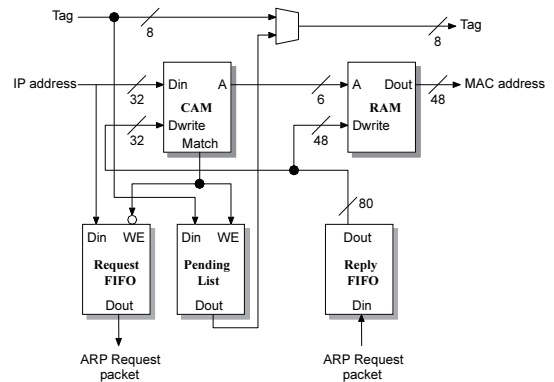 Tag
8
Tag
8
IP address
32
Din
A
CAM
Dwrite
Match
32
6
A
Dout
RAM
Dwrite
48
48
MAC address
80
Din WE
Request
FIFO
Dout
Din WE
Pending
List
Dout
Dout
Reply
FIFO
Din
ARP Request
packet
ARP Request
packet